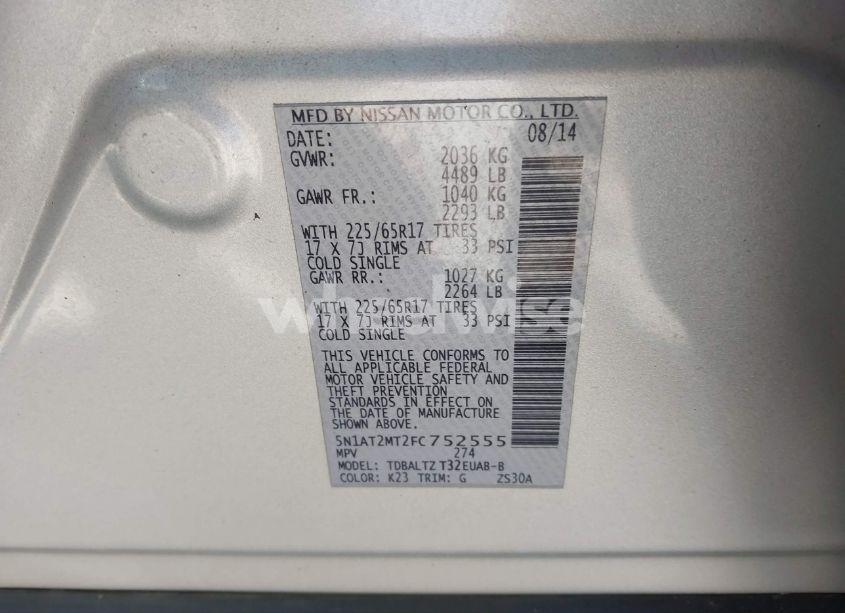 MFD BY NISSAN MOTOR CO., LTD.
DATE: 08/14
GVWR: 2036 KG
4489 LB
GAWR FR.: 1040 KG
2293 LB
WITH 225/65R17 TIRES
17 X 7J RIMS AT 33 PSI
COLD SINGLE
GAWR RR.: 1027 KG
2264 LB
WITH 225/65R17 TIRES
17 X 7J RIMS AT 33 PSI
COLD SINGLE
wheelwise
THIS VEHICLE CONFORMS TO
ALL APPLICABLE FEDERAL
MOTOR VEHICLE SAFETY AND
THEFT PREVENTION
STANDARDS IN EFFECT ON
THE DATE OF MANUFACTURE
SHOWN ABOVE.
5N1AT2MT2FC752555
MPV 274
MODEL: TDBALTZ T32EUAB-B
COLOR: K23 TRIM: G ZS30A